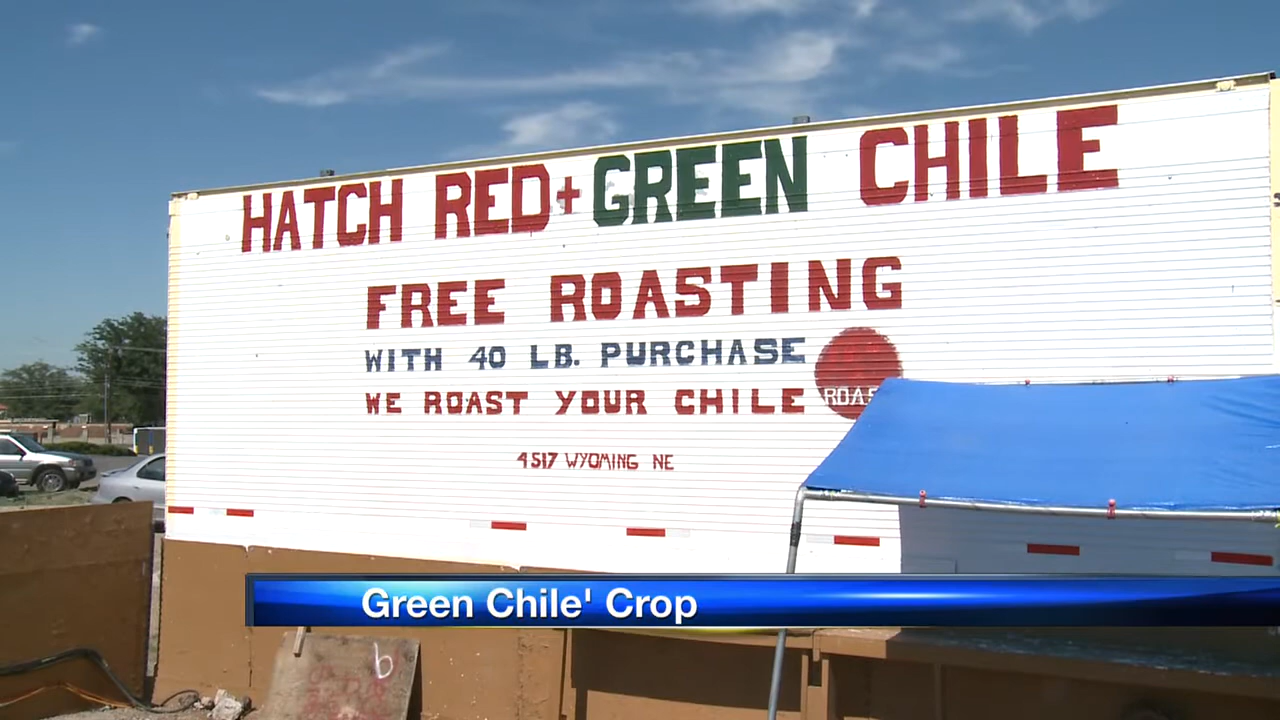 HATCH RED + GREEN CHILE
FREE ROASTING
WITH 40 LB. PURCHASE
WE ROAST YOUR CHILE
4517 WYOMING NE
Green Chile' Crop
b